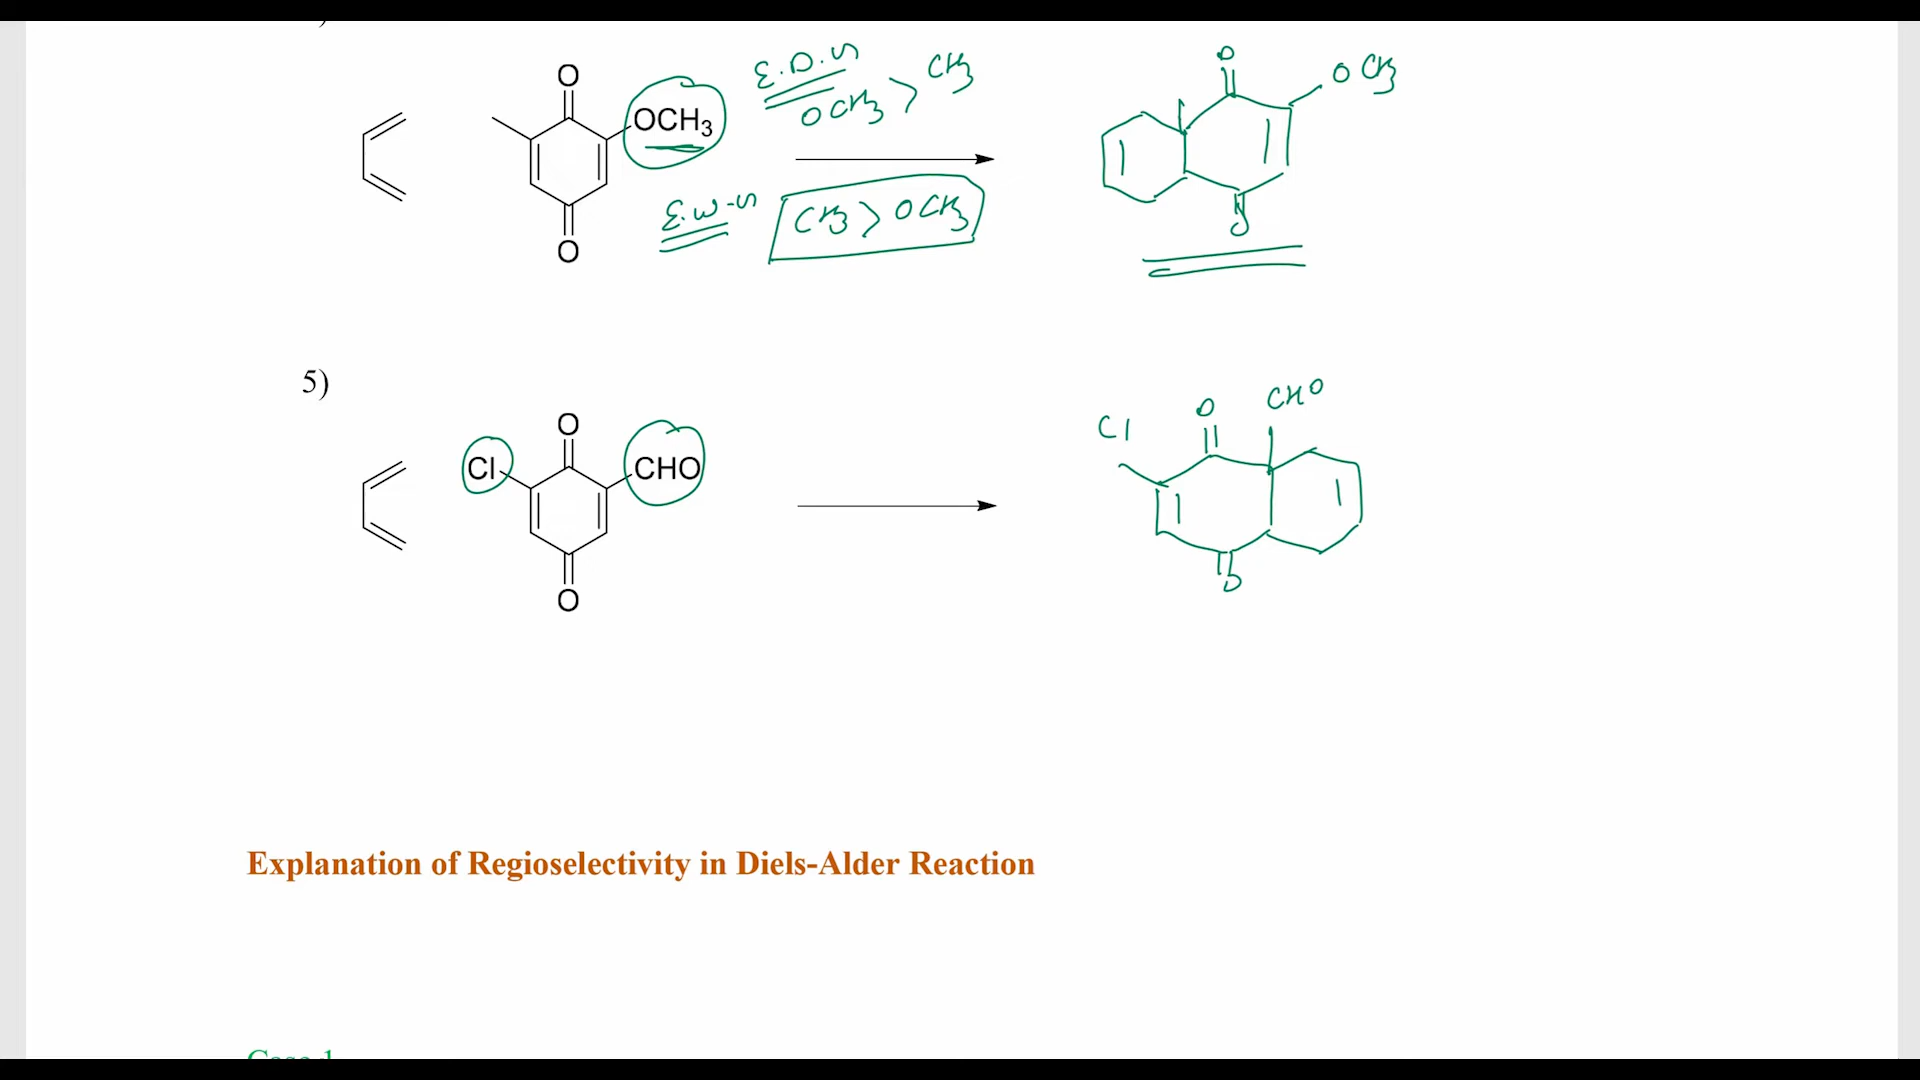 O
E.D.G
OCH3 > CH3
O
OCH3
OCH3
E.W.G
CH3 > OCH3
O
O
5)
O
Cl
CHO
O
Cl
O
CHO
O
Explanation of Regioselectivity in Diels-Alder Reaction